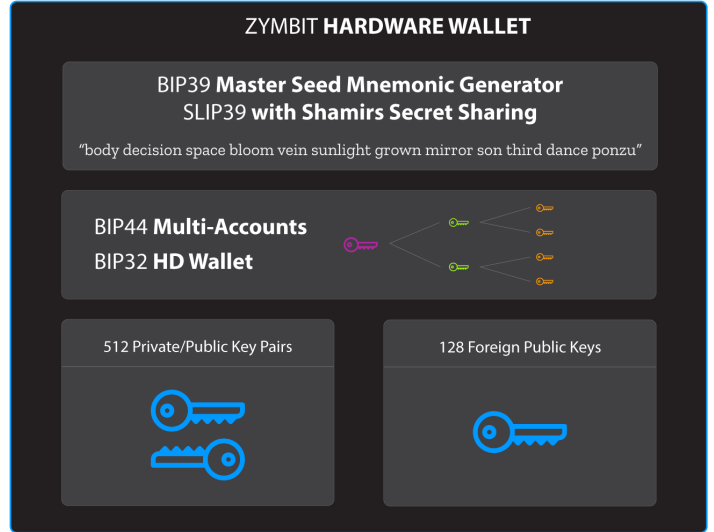 ZYMBIT HARDWARE WALLET
BIP39 Master Seed Mnemonic Generator
SLIP39 with Shamirs Secret Sharing
“body decision space bloom vein sunlight grown mirror son third dance ponzu”
BIP44 Multi-Accounts
BIP32 HD Wallet
512 Private/Public Key Pairs
128 Foreign Public Keys